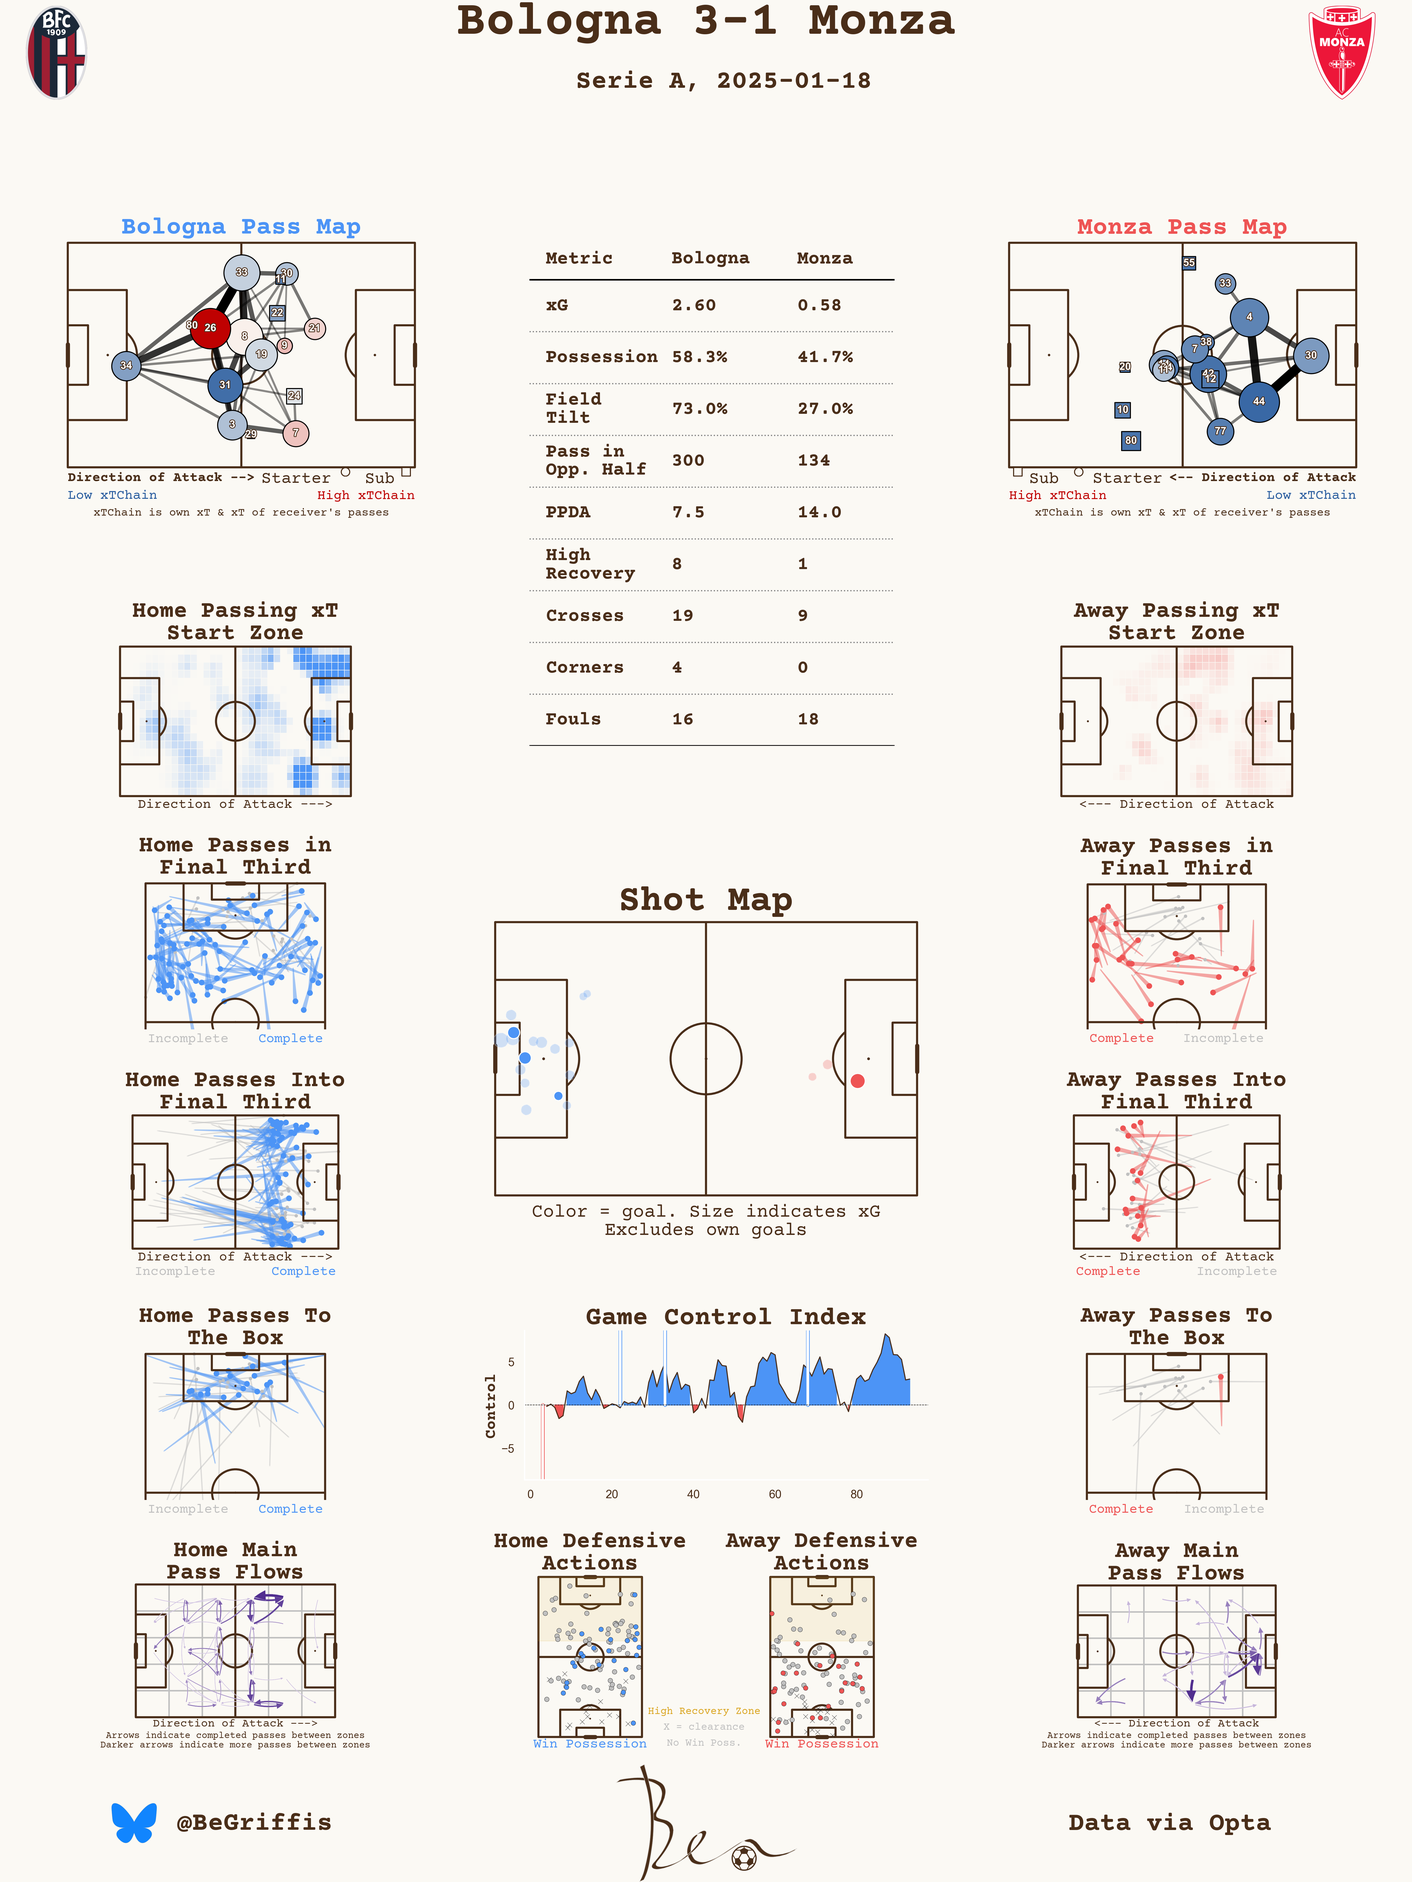 Bologna 3-1 Monza
Serie A, 2025-01-18
BFC
1909
AC
MONZA
Bologna Pass Map
33
30
11
22
80
26
8
21
9
19
34
31
24
3
29
7
Direction of Attack --> Starter Sub
Low xTChain High xTChain
xTChain is own xT & xT of receiver's passes
Metric Bologna Monza
xG 2.60 0.58
Possession 58.3% 41.7%
Field
Tilt 73.0% 27.0%
Pass in
Opp. Half 300 134
PPDA 7.5 14.0
High
Recovery 8 1
Crosses 19 9
Corners 4 0
Fouls 16 18
Monza Pass Map
55
33
4
38
7
30
11
20
42
12
10
44
77
80
Sub Starter <-- Direction of Attack
High xTChain Low xTChain
xTChain is own xT & xT of receiver's passes
Home Passing xT
Start Zone
Direction of Attack --->
Away Passing xT
Start Zone
<--- Direction of Attack
Home Passes in
Final Third
Incomplete Complete
Away Passes in
Final Third
Complete Incomplete
Shot Map
Color = goal. Size indicates xG
Excludes own goals
Home Passes Into
Final Third
Direction of Attack --->
Incomplete Complete
Away Passes Into
Final Third
<--- Direction of Attack
Complete Incomplete
Home Passes To
The Box
Incomplete Complete
Game Control Index
Control
5
0
−5
0 20 40 60 80
Away Passes To
The Box
Complete Incomplete
Home Main
Pass Flows
Direction of Attack --->
Arrows indicate completed passes between zones
Darker arrows indicate more passes between zones
Home Defensive
Actions
Win Possession
Away Defensive
Actions
Win Possession
High Recovery Zone
X = clearance
No Win Poss.
Away Main
Pass Flows
<--- Direction of Attack
Arrows indicate completed passes between zones
Darker arrows indicate more passes between zones
@BeGriffis
Ben
Data via Opta